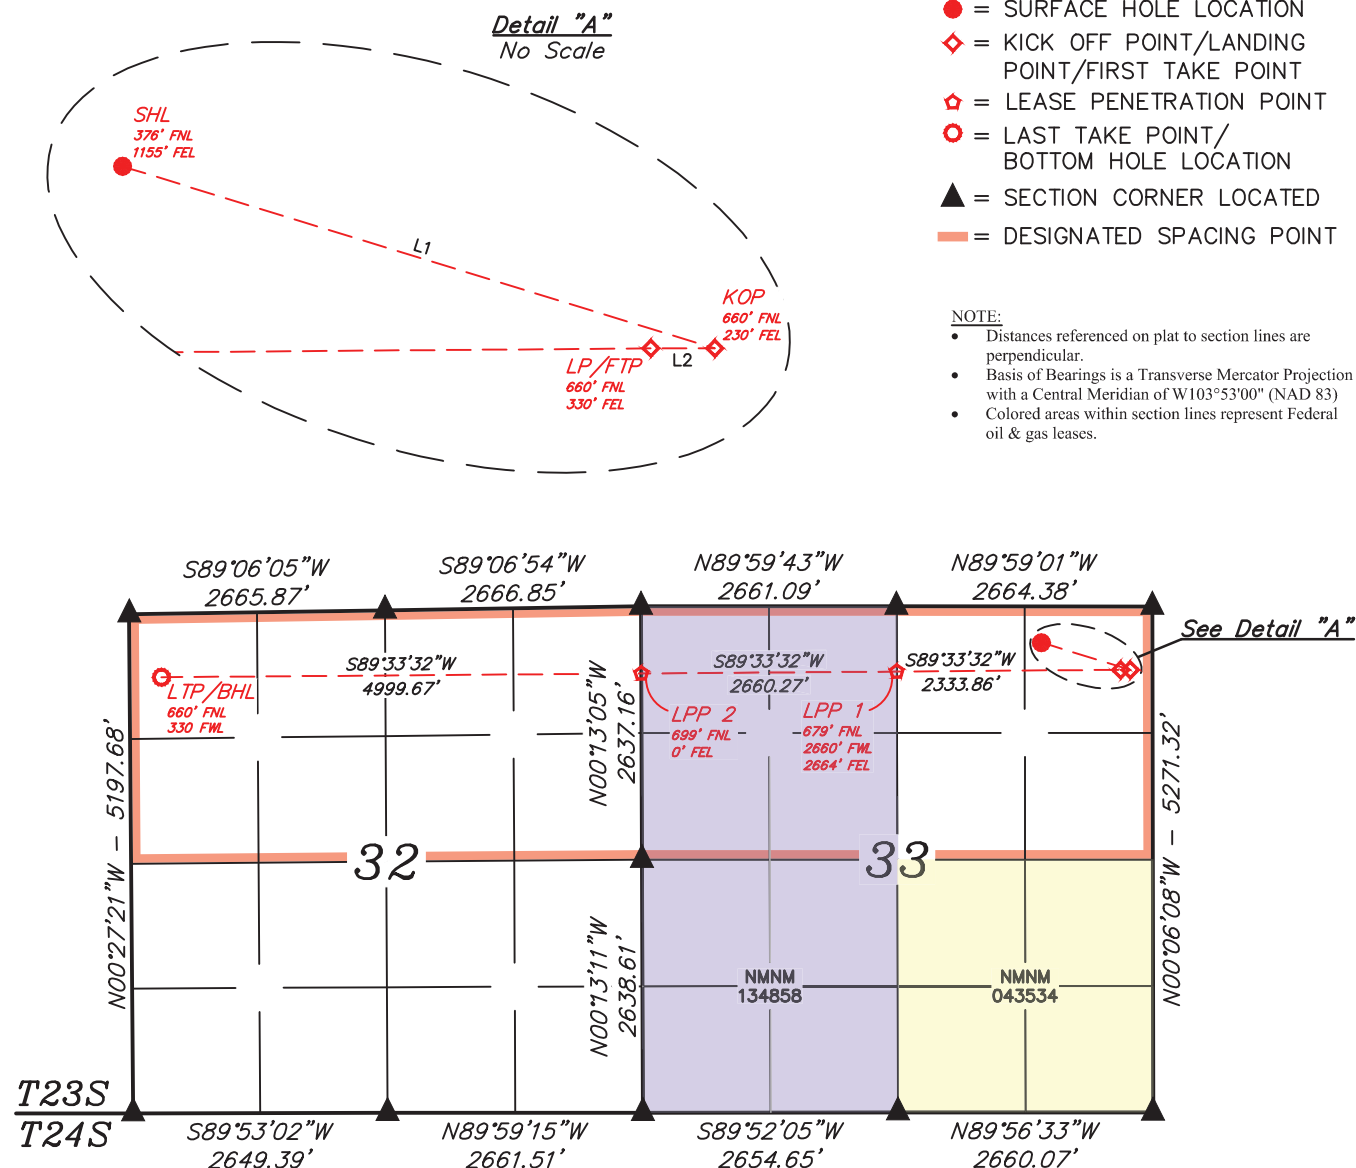 Detail "A"
No Scale
SHL
376' FNL
1155' FEL
L1
KOP
660' FNL
230' FEL
L2
LP/FTP
660' FNL
330' FEL
= SURFACE HOLE LOCATION
= KICK OFF POINT/LANDING
POINT/FIRST TAKE POINT
= LEASE PENETRATION POINT
= LAST TAKE POINT/
BOTTOM HOLE LOCATION
= SECTION CORNER LOCATED
= DESIGNATED SPACING POINT
NOTE:
• Distances referenced on plat to section lines are
perpendicular.
• Basis of Bearings is a Transverse Mercator Projection
with a Central Meridian of W103°53'00" (NAD 83)
• Colored areas within section lines represent Federal
oil & gas leases.
S89°06'05"W
2665.87'
S89°06'54"W
2666.85'
N89°59'43"W
2661.09'
N89°59'01"W
2664.38'
See Detail "A"
S89°33'32"W
4999.67'
S89°33'32"W
2660.27'
S89°33'32"W
2333.86'
LTP/BHL
660' FNL
330 FWL
LPP 2
699' FNL
0' FEL
LPP 1
679' FNL
2660' FWL
2664' FEL
N00°27'21"W - 5197.68'
N00°13'05"W
2637.16'
N00°13'11"W
2638.61'
N00°06'08"W - 5271.32'
32
33
NMNM
134858
NMNM
043534
T23S
T24S
S89°53'02"W
2649.39'
N89°59'15"W
2661.51'
S89°52'05"W
2654.65'
N89°56'33"W
2660.07'